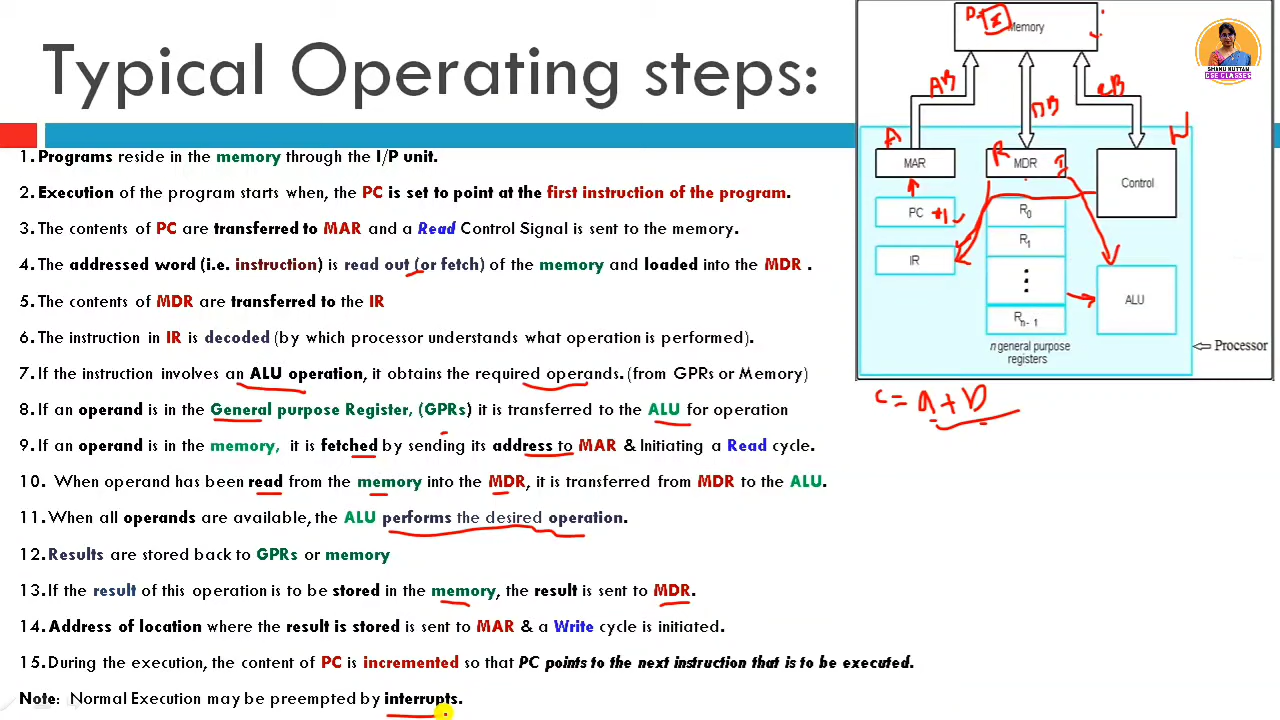 Typical Operating steps:
1. Programs reside in the memory through the I/P unit.
2. Execution of the program starts when, the PC is set to point at the first instruction of the program.
3. The contents of PC are transferred to MAR and a Read Control Signal is sent to the memory.
4. The addressed word (i.e. instruction) is read out (or fetch) of the memory and loaded into the MDR .
5. The contents of MDR are transferred to the IR
6. The instruction in IR is decoded (by which processor understands what operation is performed).
7. If the instruction involves an ALU operation, it obtains the required operands. (from GPRs or Memory)
8. If an operand is in the General purpose Register, (GPRs) it is transferred to the ALU for operation
9. If an operand is in the memory, it is fetched by sending its address to MAR & Initiating a Read cycle.
10. When operand has been read from the memory into the MDR, it is transferred from MDR to the ALU.
11. When all operands are available, the ALU performs the desired operation.
12. Results are stored back to GPRs or memory
13. If the result of this operation is to be stored in the memory, the result is sent to MDR.
14. Address of location where the result is stored is sent to MAR & a Write cycle is initiated.
15. During the execution, the content of PC is incremented so that PC points to the next instruction that is to be executed.
Note: Normal Execution may be preempted by interrupts.
P+ I Memory
AB DB CB
A R I W
MAR MDR Control
PC +1 R0
IR R1
ALU
Rn-1
n general purpose
registers
Processor
c = a + b
SHANU KUTTAN
CSE CLASSES